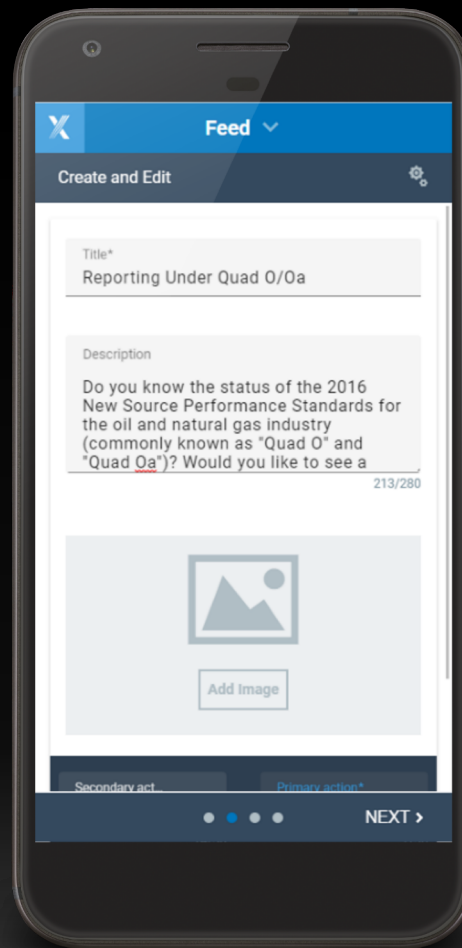 X
Feed
Create and Edit
Title*
Reporting Under Quad O/Oa
Description
Do you know the status of the 2016
New Source Performance Standards for
the oil and natural gas industry
(commonly known as "Quad O" and
"Quad Oa")? Would you like to see a
213/280
Add Image
Secondary act... Primary action*
NEXT >